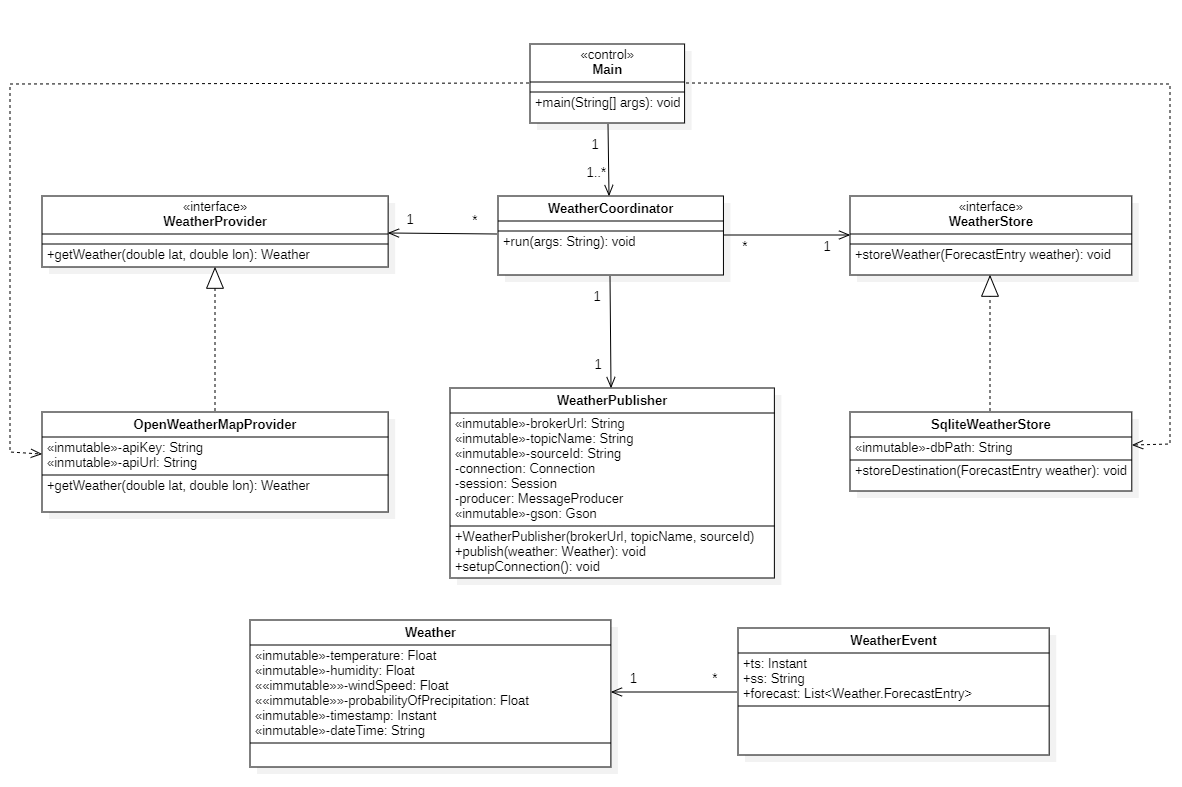 «control»
Main
+main(String[] args): void
1
1..*
«interface»
WeatherProvider
+getWeather(double lat, double lon): Weather
1
*
WeatherCoordinator
+run(args: String): void
*
1
«interface»
WeatherStore
+storeWeather(ForecastEntry weather): void
1
1
OpenWeatherMapProvider
«inmutable»-apiKey: String
«inmutable»-apiUrl: String
+getWeather(double lat, double lon): Weather
WeatherPublisher
«inmutable»-brokerUrl: String
«inmutable»-topicName: String
«inmutable»-sourceId: String
-connection: Connection
-session: Session
-producer: MessageProducer
«inmutable»-gson: Gson
+WeatherPublisher(brokerUrl, topicName, sourceId)
+publish(weather: Weather): void
+setupConnection(): void
SqliteWeatherStore
«inmutable»-dbPath: String
+storeDestination(ForecastEntry weather): void
Weather
«inmutable»-temperature: Float
«inmutable»-humidity: Float
««immutable»»-windSpeed: Float
««immutable»»-probabilityOfPrecipitation: Float
«inmutable»-timestamp: Instant
«inmutable»-dateTime: String
1
*
WeatherEvent
+ts: Instant
+ss: String
+forecast: List<Weather.ForecastEntry>